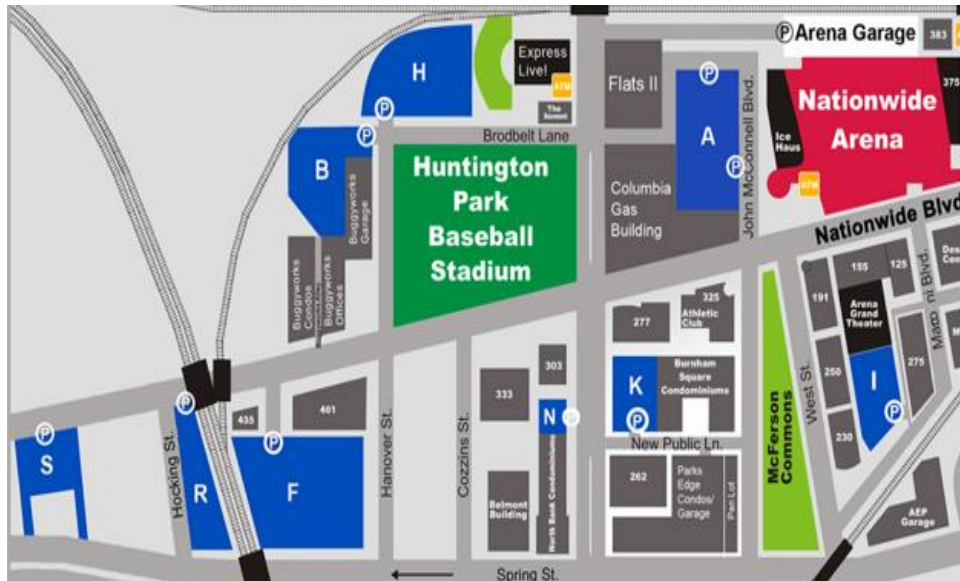 P Arena Garage
383
H
Express
Live!
ATM
Flats II
P
P
John McConnell Blvd.
Nationwide
Arena
375
Ice
Haus
Brodbelt Lane
P
B
A
P
ATM
Huntington
Park
Baseball
Stadium
Columbia
Gas
Building
Buggyworks
Garage
Buggyworks
Condos
Buggyworks
Offices
Nationwide Blvd
155
125
191
Arena
Grand
Theater
277
325
Athletic
Club
303
333
K
Burnham
Square
Condominiums
P
250
275
I
P
West St.
McFerson
Commons
P
P
435
401
P
S
Hocking St.
R
F
Hanover St.
Cozzins St.
N
P
North Bank Condominiums
Belmont
Building
New Public Ln.
262
Parks
Edge
Condos/
Garage
Pan Lot
230
AEP
Garage
Spring St.